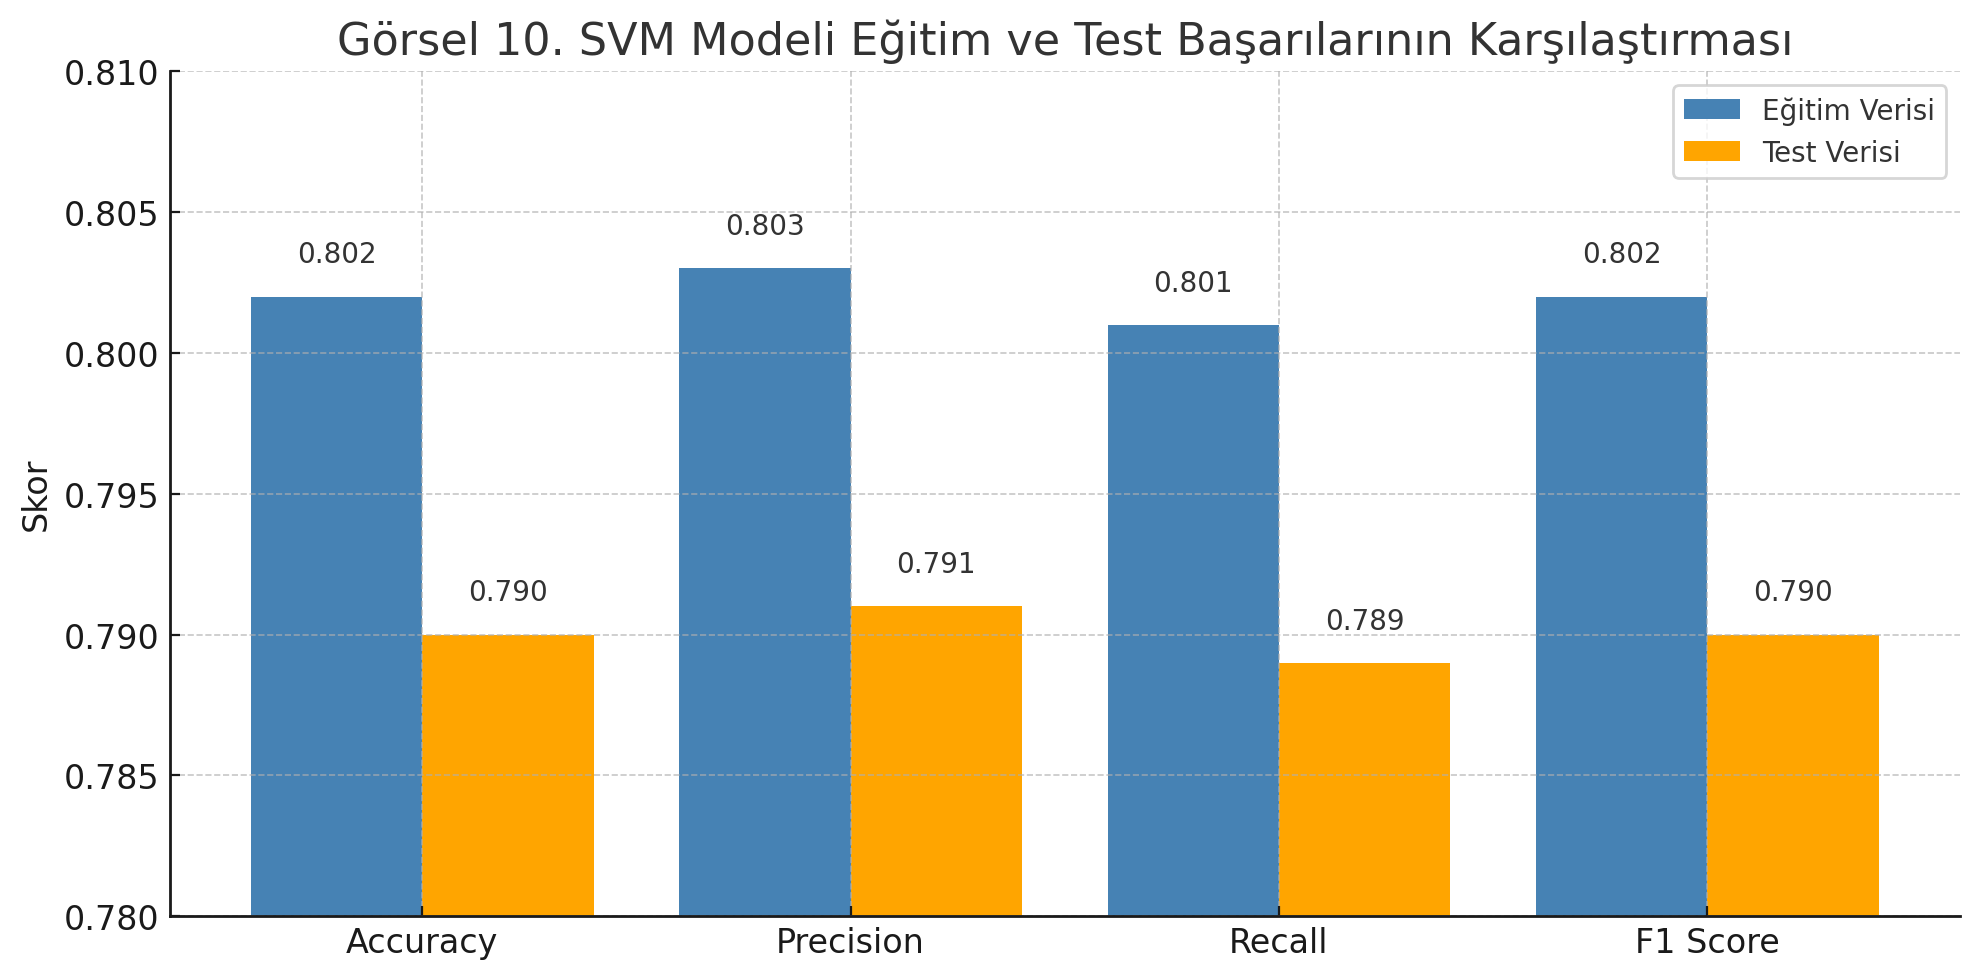 Görsel 10. SVM Modeli Eğitim ve Test Başarılarının Karşılaştırması
Eğitim Verisi
Test Verisi
Skor
0.810
0.805
0.800
0.795
0.790
0.785
0.780
0.802
0.790
0.803
0.791
0.801
0.789
0.802
0.790
Accuracy
Precision
Recall
F1 Score